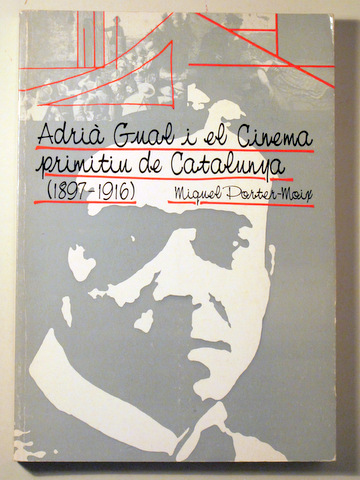 Adrià Gual i el Cinema
primitiu de Catalunya
(1897-1916) Miquel Porter-Moix